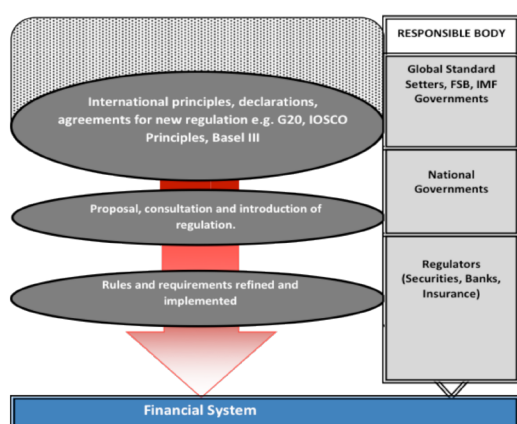 RESPONSIBLE BODY
International principles, declarations,
agreements for new regulation e.g. G20, IOSCO
Principles, Basel III
Global Standard
Setters, FSB, IMF
Governments
Proposal, consultation and introduction of
regulation.
National
Governments
Rules and requirements refined and
implemented
Regulators
(Securities, Banks,
Insurance)
Financial System